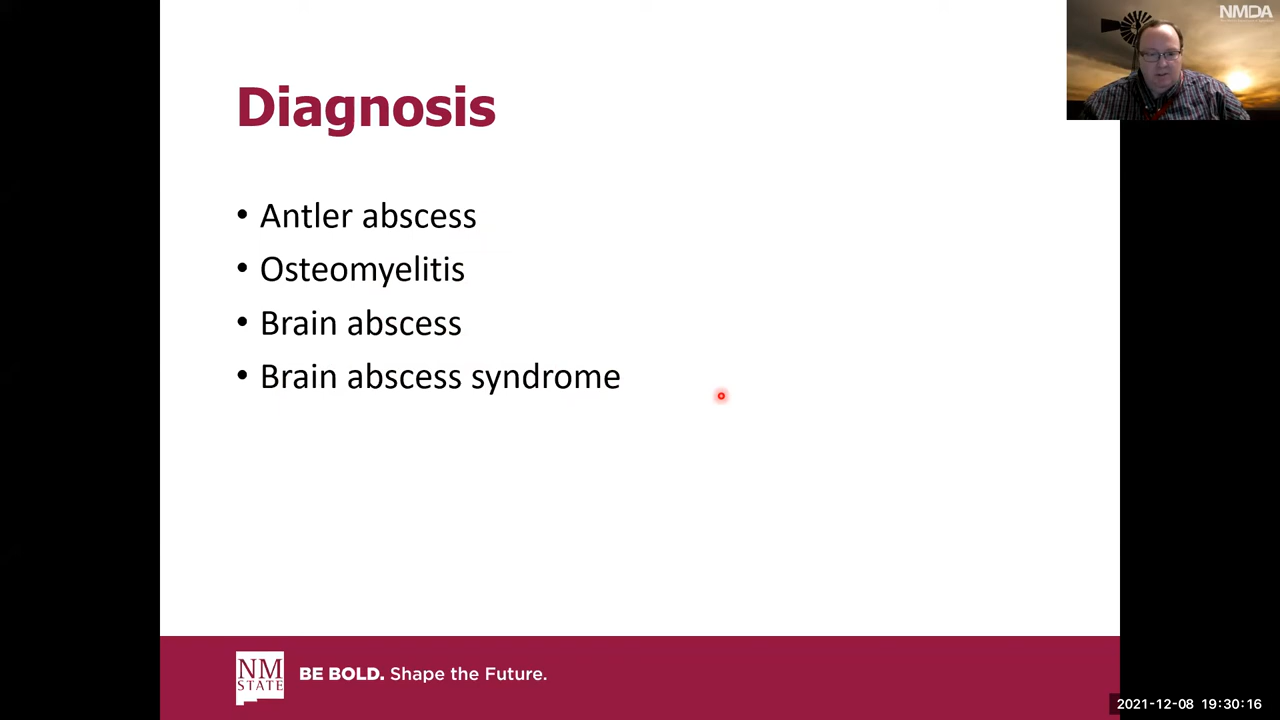 NMDA
Diagnosis
• Antler abscess
• Osteomyelitis
• Brain abscess
• Brain abscess syndrome
NM
STATE
BE BOLD. Shape the Future.
2021-12-08 19:30:16